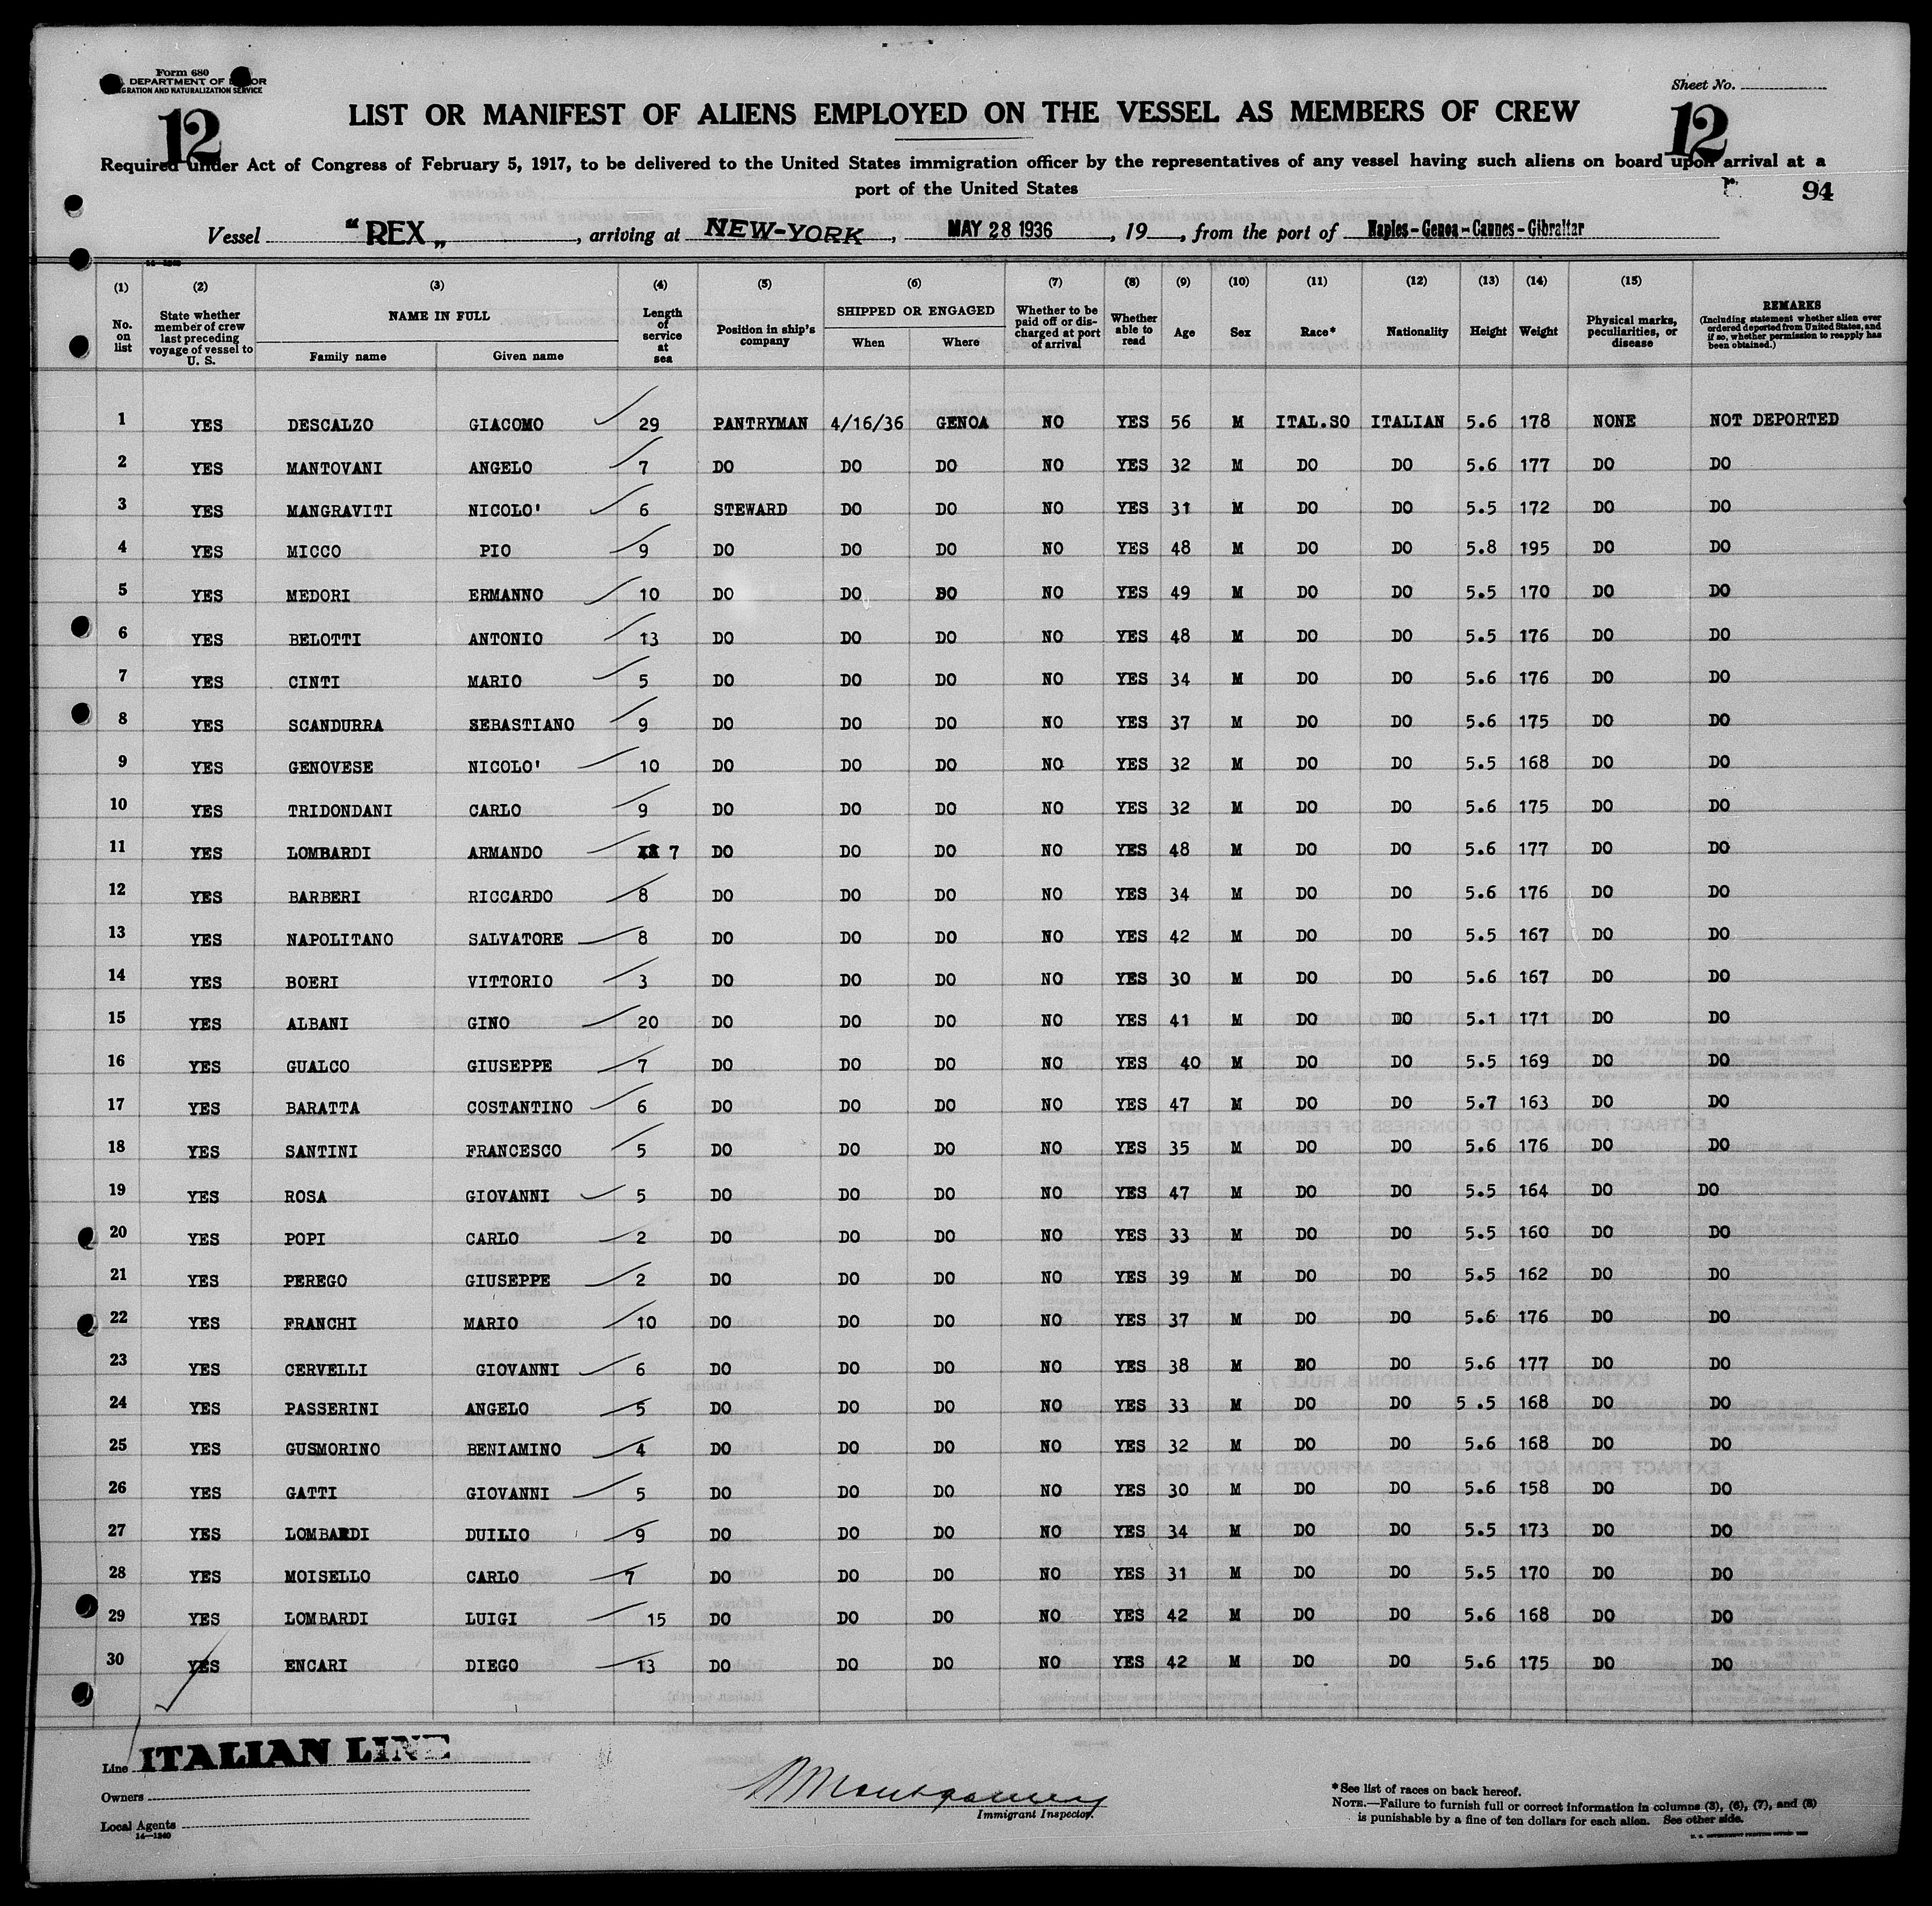 Form 680
DEPARTMENT OF
IMMIGRATION AND NATURALIZATION SERVICE
Sheet No.
12
12
LIST OR MANIFEST OF ALIENS EMPLOYED ON THE VESSEL AS MEMBERS OF CREW
Required under Act of Congress of February 5, 1917, to be delivered to the United States immigration officer by the representatives of any vessel having such aliens on board upon arrival at a
port of the United States
94
Vessel "REX„ , arriving at NEW-YORK , MAY 28 1936 , 19 , from the port of Naples-Genoa-Cannes-Gibraltar
(1) (2) (3) (4) (5) (6) (7) (8) (9) (10) (11) (12) (13) (14) (15)
No. on list
State whether member of crew last preceding voyage of vessel to U. S.
NAME IN FULL
Family name Given name
Length of service at sea
Position in ship's company
SHIPPED OR ENGAGED
When Where
Whether to be paid off or discharged at port of arrival
Whether able to read
Age Sex Race* Nationality Height Weight
Physical marks, peculiarities, or disease
REMARKS
(Including statement whether alien ever ordered deported from United States, and if so, whether permission to reapply has been obtained.)
1 YES DESCALZO GIACOMO 29 PANTRYMAN 4/16/36 GENOA NO YES 56 M ITAL.SO ITALIAN 5.6 178 NONE NOT DEPORTED
2 YES MANTOVANI ANGELO 7 DO DO DO NO YES 32 M DO DO 5.6 177 DO DO
3 YES MANGRAVITI NICOLO' 6 STEWARD DO DO NO YES 31 M DO DO 5.5 172 DO DO
4 YES MICCO PIO 9 DO DO DO NO YES 48 M DO DO 5.8 195 DO DO
5 YES MEDORI ERMANNO 10 DO DO DO NO YES 49 M DO DO 5.5 170 DO DO
6 YES BELOTTI ANTONIO 13 DO DO DO NO YES 48 M DO DO 5.5 176 DO DO
7 YES CINTI MARIO 5 DO DO DO NO YES 34 M DO DO 5.6 176 DO DO
8 YES SCANDURRA SEBASTIANO 9 DO DO DO NO YES 37 M DO DO 5.6 175 DO DO
9 YES GENOVESE NICOLO' 10 DO DO DO NO YES 32 M DO DO 5.5 168 DO DO
10 YES TRIDONDANI CARLO 9 DO DO DO NO YES 32 M DO DO 5.6 175 DO DO
11 YES LOMBARDI ARMANDO 7 DO DO DO NO YES 48 M DO DO 5.6 177 DO DO
12 YES BARBERI RICCARDO 8 DO DO DO NO YES 34 M DO DO 5.6 176 DO DO
13 YES NAPOLITANO SALVATORE 8 DO DO DO NO YES 42 M DO DO 5.5 167 DO DO
14 YES BOERI VITTORIO 3 DO DO DO NO YES 30 M DO DO 5.6 167 DO DO
15 YES ALBANI GINO 20 DO DO DO NO YES 41 M DO DO 5.1 171 DO DO
16 YES GUALCO GIUSEPPE 7 DO DO DO NO YES 40 M DO DO 5.5 169 DO DO
17 YES BARATTA COSTANTINO 6 DO DO DO NO YES 47 M DO DO 5.7 163 DO DO
18 YES SANTINI FRANCESCO 5 DO DO DO NO YES 35 M DO DO 5.6 176 DO DO
19 YES ROSA GIOVANNI 5 DO DO DO NO YES 47 M DO DO 5.5 164 DO DO
20 YES POPI CARLO 2 DO DO DO NO YES 33 M DO DO 5.5 160 DO DO
21 YES PEREGO GIUSEPPE 2 DO DO DO NO YES 39 M DO DO 5.5 162 DO DO
22 YES FRANCHI MARIO 10 DO DO DO NO YES 37 M DO DO 5.6 176 DO DO
23 YES CERVELLI GIOVANNI 6 DO DO DO NO YES 38 M DO DO 5.6 177 DO DO
24 YES PASSERINI ANGELO 5 DO DO DO NO YES 33 M DO DO 5 .5 168 DO DO
25 YES GUSMORINO BENIAMINO 4 DO DO DO NO YES 32 M DO DO 5.6 168 DO DO
26 YES GATTI GIOVANNI 5 DO DO DO NO YES 30 M DO DO 5.6 158 DO DO
27 YES LOMBARDI DUILIO 9 DO DO DO NO YES 34 M DO DO 5.5 173 DO DO
28 YES MOISELLO CARLO 7 DO DO DO NO YES 31 M DO DO 5.5 170 DO DO
29 YES LOMBARDI LUIGI 15 DO DO DO NO YES 42 M DO DO 5.6 168 DO DO
30 YES ENCARI DIEGO 13 DO DO DO NO YES 42 M DO DO 5.6 175 DO DO
Line ITALIAN LINE
Owners
Local Agents
14—1240
Montgomery
Immigrant Inspector.
*See list of races on back hereof.
NOTE.—Failure to furnish full or correct information in columns (3), (6), (7), and (8)
is punishable by a fine of ten dollars for each alien. See other side.